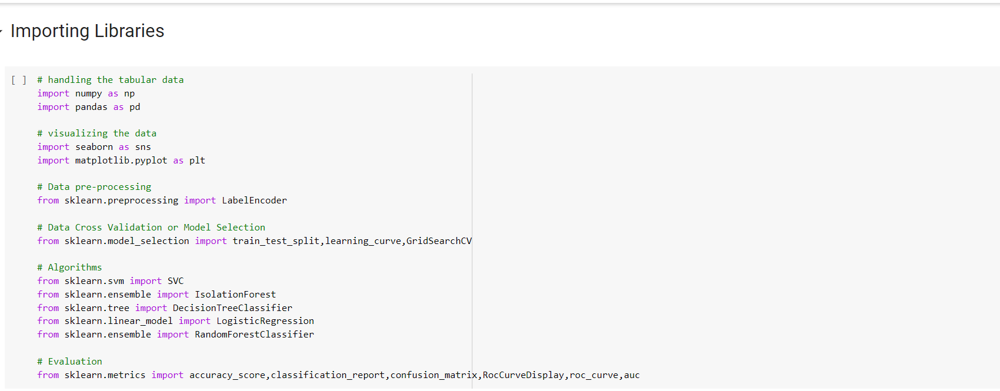 Importing Libraries
[ ] # handling the tabular data
import numpy as np
import pandas as pd
# visualizing the data
import seaborn as sns
import matplotlib.pyplot as plt
# Data pre-processing
from sklearn.preprocessing import LabelEncoder
# Data Cross Validation or Model Selection
from sklearn.model_selection import train_test_split,learning_curve,GridSearchCV
# Algorithms
from sklearn.svm import SVC
from sklearn.ensemble import IsolationForest
from sklearn.tree import DecisionTreeClassifier
from sklearn.linear_model import LogisticRegression
from sklearn.ensemble import RandomForestClassifier
# Evaluation
from sklearn.metrics import accuracy_score,classification_report,confusion_matrix,RocCurveDisplay,roc_curve,auc